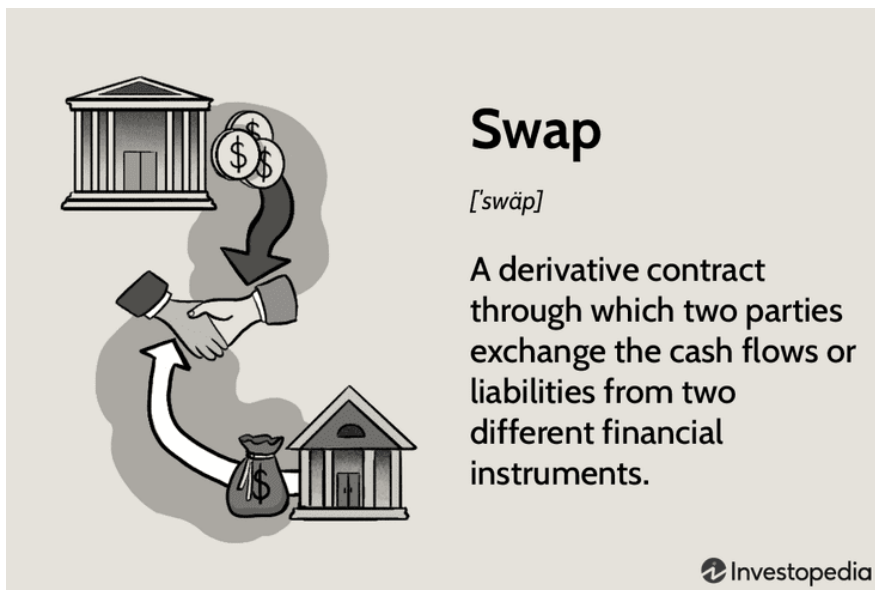 $
$
$
Swap
['swäp]
A derivative contract
through which two parties
exchange the cash flows or
liabilities from two
different financial
instruments.
$
Investopedia